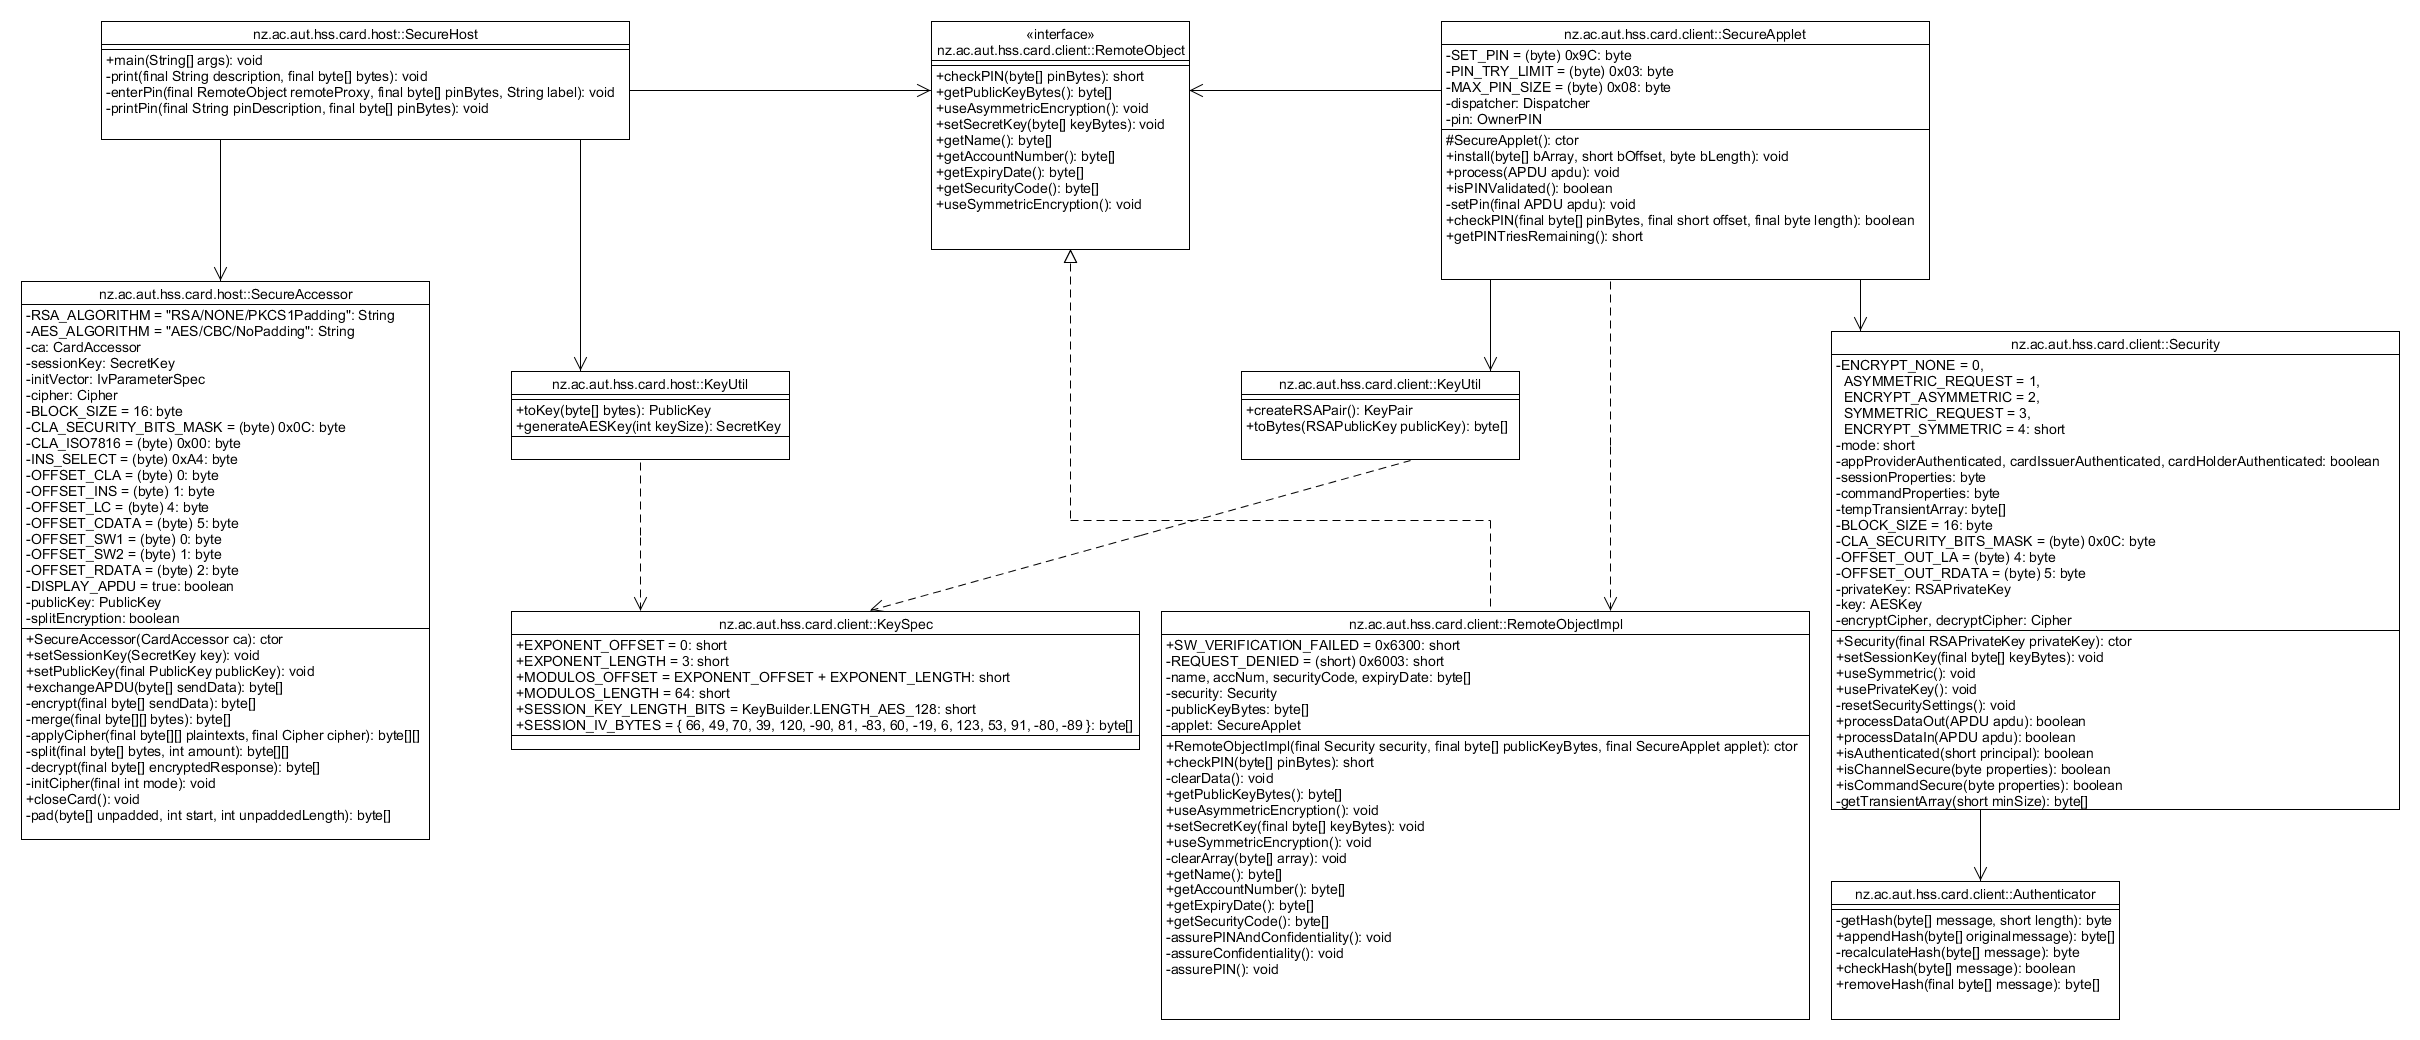 nz.ac.aut.hss.card.host::SecureHost
+main(String[] args): void
-print(final String description, final byte[] bytes): void
-enterPin(final RemoteObject remoteProxy, final byte[] pinBytes, String label): void
-printPin(final String pinDescription, final byte[] pinBytes): void
«interface»
nz.ac.aut.hss.card.client::RemoteObject
+checkPIN(byte[] pinBytes): short
+getPublicKeyBytes(): byte[]
+useAsymmetricEncryption(): void
+setSecretKey(byte[] keyBytes): void
+getName(): byte[]
+getAccountNumber(): byte[]
+getExpiryDate(): byte[]
+getSecurityCode(): byte[]
+useSymmetricEncryption(): void
nz.ac.aut.hss.card.client::SecureApplet
-SET_PIN = (byte) 0x9C: byte
-PIN_TRY_LIMIT = (byte) 0x03: byte
-MAX_PIN_SIZE = (byte) 0x08: byte
-dispatcher: Dispatcher
-pin: OwnerPIN
#SecureApplet(): ctor
+install(byte[] bArray, short bOffset, byte bLength): void
+process(APDU apdu): void
+isPINValidated(): boolean
-setPin(final APDU apdu): void
+checkPIN(final byte[] pinBytes, final short offset, final byte length): boolean
+getPINTriesRemaining(): short
nz.ac.aut.hss.card.host::SecureAccessor
-RSA_ALGORITHM = "RSA/NONE/PKCS1Padding": String
-AES_ALGORITHM = "AES/CBC/NoPadding": String
-ca: CardAccessor
-sessionKey: SecretKey
-initVector: IvParameterSpec
-cipher: Cipher
-BLOCK_SIZE = 16: byte
-CLA_SECURITY_BITS_MASK = (byte) 0x0C: byte
-CLA_ISO7816 = (byte) 0x00: byte
-INS_SELECT = (byte) 0xA4: byte
-OFFSET_CLA = (byte) 0: byte
-OFFSET_INS = (byte) 1: byte
-OFFSET_LC = (byte) 4: byte
-OFFSET_CDATA = (byte) 5: byte
-OFFSET_SW1 = (byte) 0: byte
-OFFSET_SW2 = (byte) 1: byte
-OFFSET_RDATA = (byte) 2: byte
-DISPLAY_APDU = true: boolean
-publicKey: PublicKey
-splitEncryption: boolean
+SecureAccessor(CardAccessor ca): ctor
+setSessionKey(SecretKey key): void
+setPublicKey(final PublicKey publicKey): void
+exchangeAPDU(byte[] sendData): byte[]
-encrypt(final byte[] sendData): byte[]
-merge(final byte[][] bytes): byte[]
-applyCipher(final byte[][] plaintexts, final Cipher cipher): byte[][]
-split(final byte[] bytes, int amount): byte[][]
-decrypt(final byte[] encryptedResponse): byte[]
-initCipher(final int mode): void
+closeCard(): void
-pad(byte[] unpadded, int start, int unpaddedLength): byte[]
nz.ac.aut.hss.card.host::KeyUtil
+toKey(byte[] bytes): PublicKey
+generateAESKey(int keySize): SecretKey
nz.ac.aut.hss.card.client::KeyUtil
+createRSAPair(): KeyPair
+toBytes(RSAPublicKey publicKey): byte[]
nz.ac.aut.hss.card.client::Security
-ENCRYPT_NONE = 0,
ASYMMETRIC_REQUEST = 1,
ENCRYPT_ASYMMETRIC = 2,
SYMMETRIC_REQUEST = 3,
ENCRYPT_SYMMETRIC = 4: short
-mode: short
-appProviderAuthenticated, cardIssuerAuthenticated, cardHolderAuthenticated: boolean
-sessionProperties: byte
-commandProperties: byte
-tempTransientArray: byte[]
-BLOCK_SIZE = 16: byte
-CLA_SECURITY_BITS_MASK = (byte) 0x0C: byte
-OFFSET_OUT_LA = (byte) 4: byte
-OFFSET_OUT_RDATA = (byte) 5: byte
-privateKey: RSAPrivateKey
-key: AESKey
-encryptCipher, decryptCipher: Cipher
+Security(final RSAPrivateKey privateKey): ctor
+setSessionKey(final byte[] keyBytes): void
+useSymmetric(): void
+usePrivateKey(): void
-resetSecuritySettings(): void
+processDataOut(APDU apdu): boolean
+processDataIn(APDU apdu): boolean
+isAuthenticated(short principal): boolean
+isChannelSecure(byte properties): boolean
+isCommandSecure(byte properties): boolean
-getTransientArray(short minSize): byte[]
nz.ac.aut.hss.card.client::KeySpec
+EXPONENT_OFFSET = 0: short
+EXPONENT_LENGTH = 3: short
+MODULOS_OFFSET = EXPONENT_OFFSET + EXPONENT_LENGTH: short
+MODULOS_LENGTH = 64: short
+SESSION_KEY_LENGTH_BITS = KeyBuilder.LENGTH_AES_128: short
+SESSION_IV_BYTES = { 66, 49, 70, 39, 120, -90, 81, -83, 60, -19, 6, 123, 53, 91, -80, -89 }: byte[]
nz.ac.aut.hss.card.client::RemoteObjectImpl
+SW_VERIFICATION_FAILED = 0x6300: short
-REQUEST_DENIED = (short) 0x6003: short
-name, accNum, securityCode, expiryDate: byte[]
-security: Security
-publicKeyBytes: byte[]
-applet: SecureApplet
+RemoteObjectImpl(final Security security, final byte[] publicKeyBytes, final SecureApplet applet): ctor
+checkPIN(byte[] pinBytes): short
-clearData(): void
+getPublicKeyBytes(): byte[]
+useAsymmetricEncryption(): void
+setSecretKey(final byte[] keyBytes): void
+useSymmetricEncryption(): void
-clearArray(byte[] array): void
+getName(): byte[]
+getAccountNumber(): byte[]
+getExpiryDate(): byte[]
+getSecurityCode(): byte[]
-assurePINAndConfidentiality(): void
-assureConfidentiality(): void
-assurePIN(): void
nz.ac.aut.hss.card.client::Authenticator
-getHash(byte[] message, short length): byte
+appendHash(byte[] originalmessage): byte[]
-recalculateHash(byte[] message): byte
+checkHash(byte[] message): boolean
+removeHash(final byte[] message): byte[]